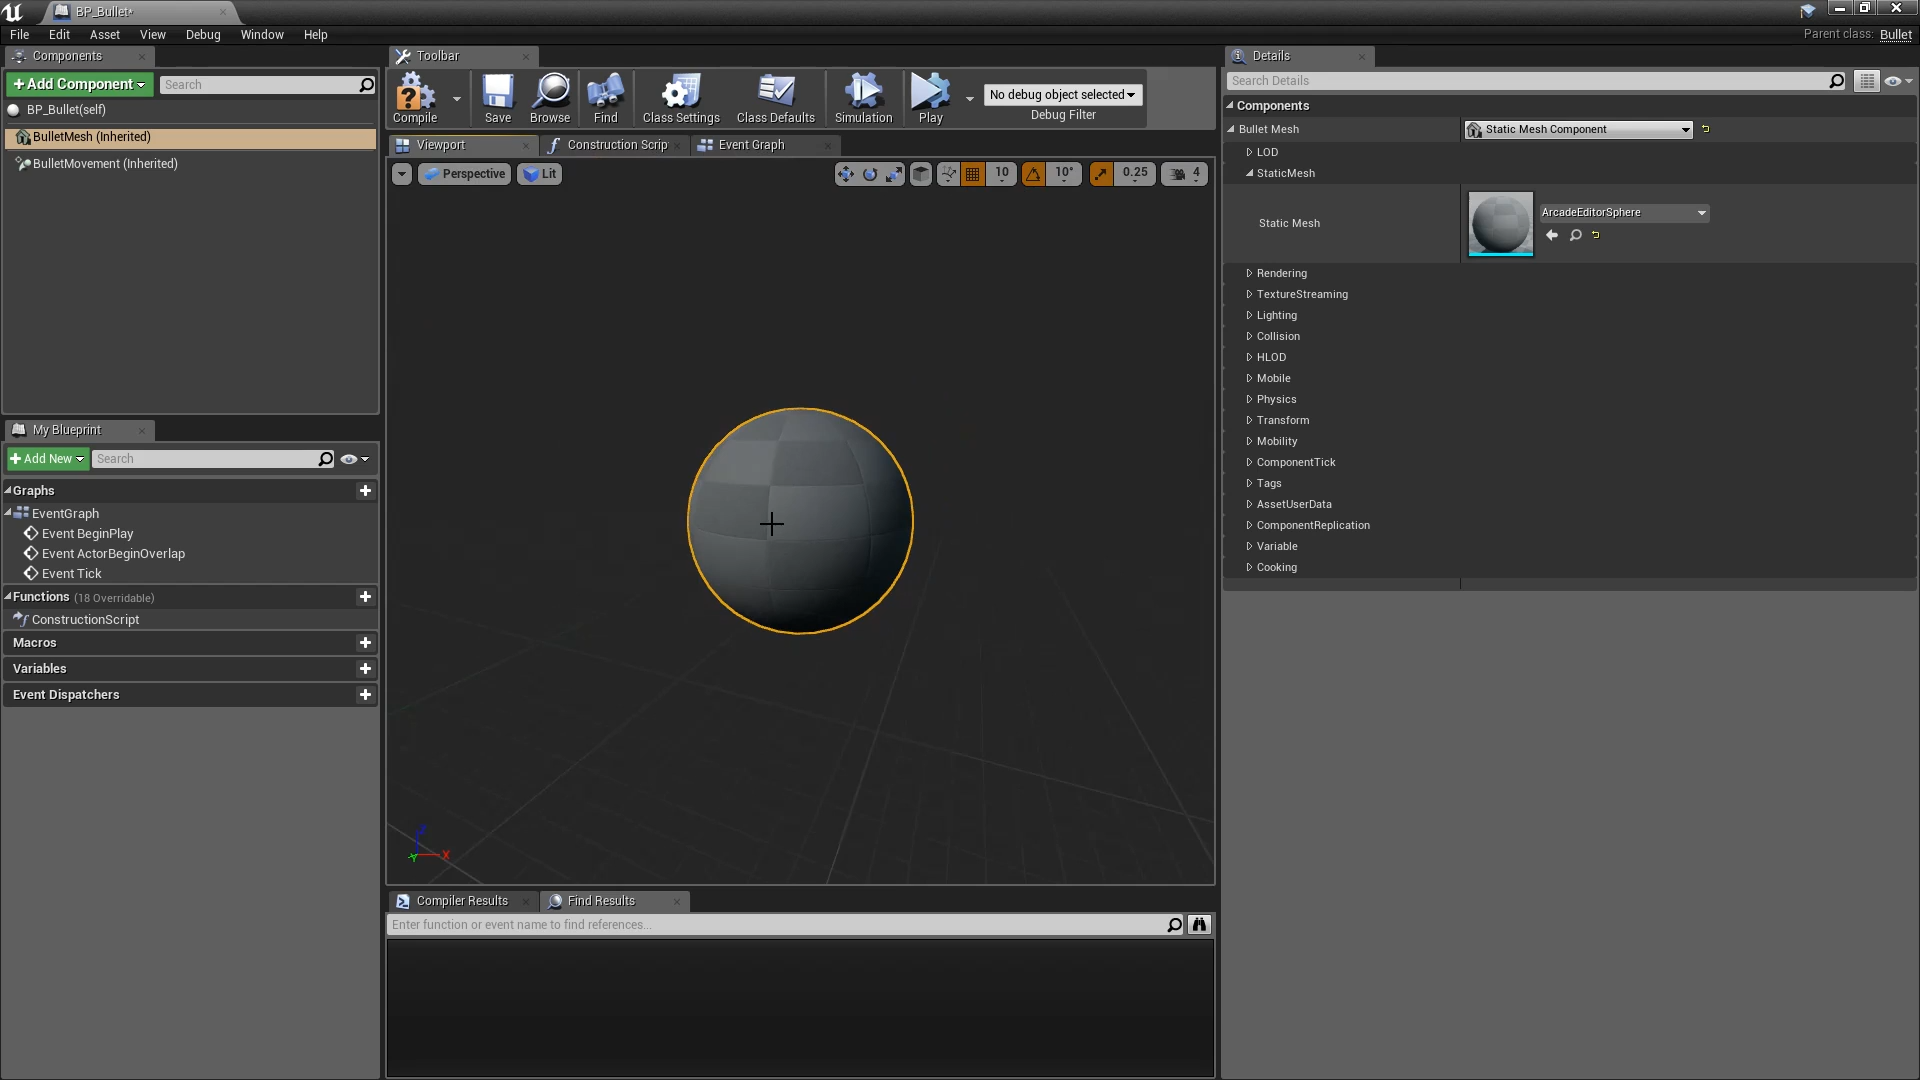 BP_Bullet*
File Edit Asset View Debug Window Help
Parent class: Bullet
Components
+ Add Component
Search
BP_Bullet(self)
BulletMesh (Inherited)
BulletMovement (Inherited)
My Blueprint
+ Add New
Search
Graphs
EventGraph
Event BeginPlay
Event ActorBeginOverlap
Event Tick
Functions (18 Overridable)
ConstructionScript
Macros
Variables
Event Dispatchers
Toolbar
Compile Save Browse Find Class Settings Class Defaults Simulation Play
No debug object selected
Debug Filter
Viewport Construction Scrip Event Graph
Perspective Lit 10 10° 0.25 4
Z
X
Y
Compiler Results Find Results
Enter function or event name to find references...
Details
Search Details
Components
Bullet Mesh Static Mesh Component
LOD
StaticMesh
Static Mesh ArcadeEditorSphere
Rendering
TextureStreaming
Lighting
Collision
HLOD
Mobile
Physics
Transform
Mobility
ComponentTick
Tags
AssetUserData
ComponentReplication
Variable
Cooking